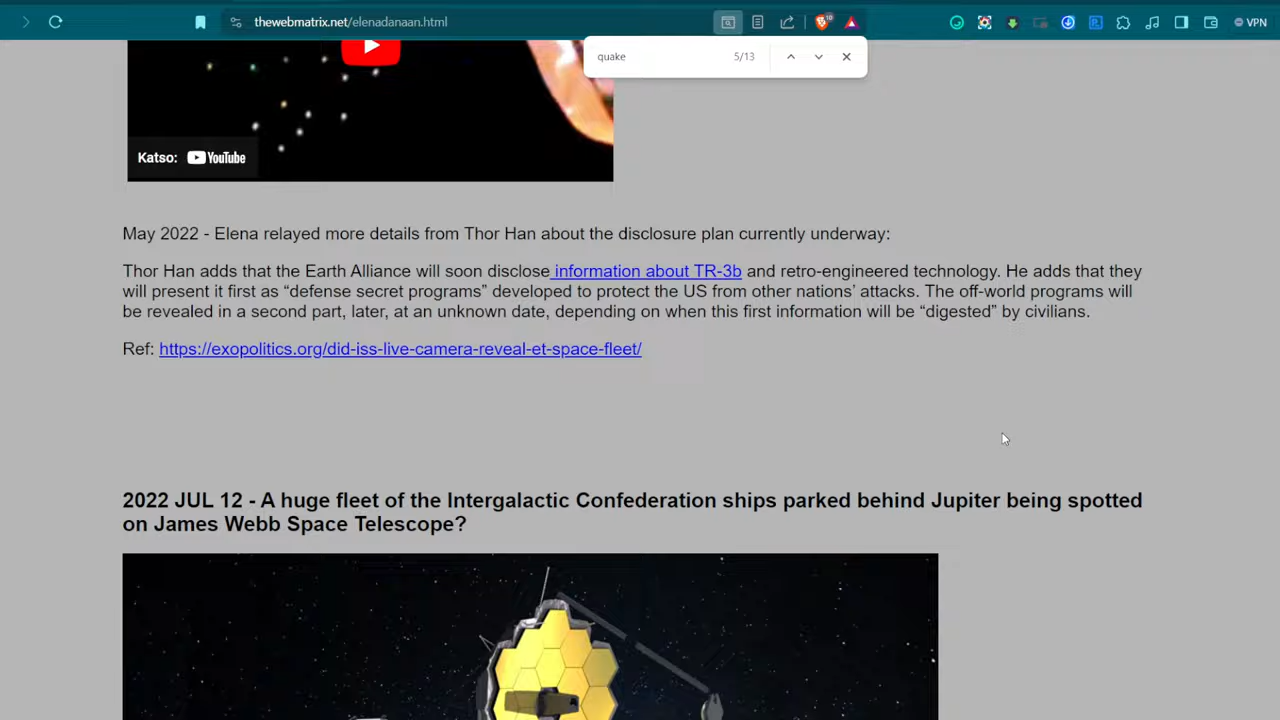 thewebmatrix.net/elenadanaan.html
10
VPN
quake
5/13
Katso: YouTube
May 2022 - Elena relayed more details from Thor Han about the disclosure plan currently underway:
Thor Han adds that the Earth Alliance will soon disclose information about TR-3b and retro-engineered technology. He adds that they
will present it first as “defense secret programs” developed to protect the US from other nations’ attacks. The off-world programs will
be revealed in a second part, later, at an unknown date, depending on when this first information will be “digested” by civilians.
Ref: https://exopolitics.org/did-iss-live-camera-reveal-et-space-fleet/
2022 JUL 12 - A huge fleet of the Intergalactic Confederation ships parked behind Jupiter being spotted
on James Webb Space Telescope?